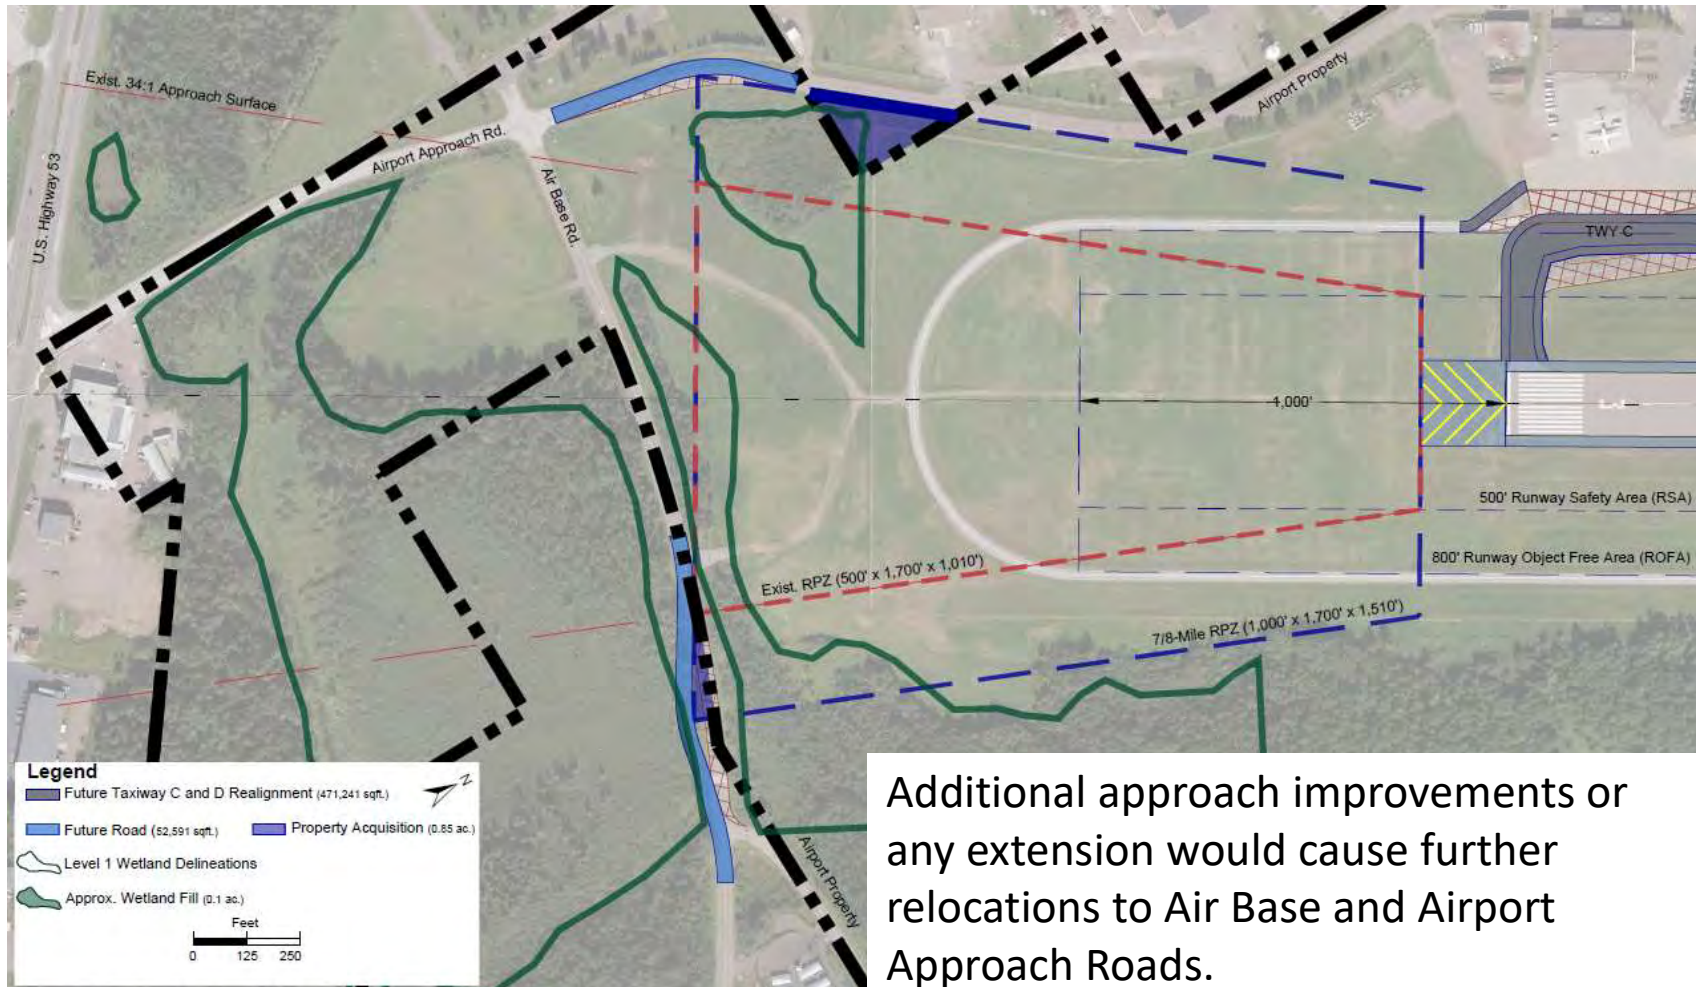 Exist. 34:1 Approach Surface
Airport Property
Airport Approach Rd.
U.S. Highway 53
Air Base Rd.
TWY C
1,000'
500' Runway Safety Area (RSA)
800' Runway Object Free Area (ROFA)
Exist. RPZ (500' x 1,700' x 1,010')
7/8-Mile RPZ (1,000' x 1,700' x 1,510')
Legend
Future Taxiway C and D Realignment (471,241 sqft.)
Z
Future Road (52,591 sqft.)
Property Acquisition (0.85 ac.)
Level 1 Wetland Delineations
Approx. Wetland Fill (0.1 ac.)
Feet
0 125 250
Airport Property
Additional approach improvements or
any extension would cause further
relocations to Air Base and Airport
Approach Roads.